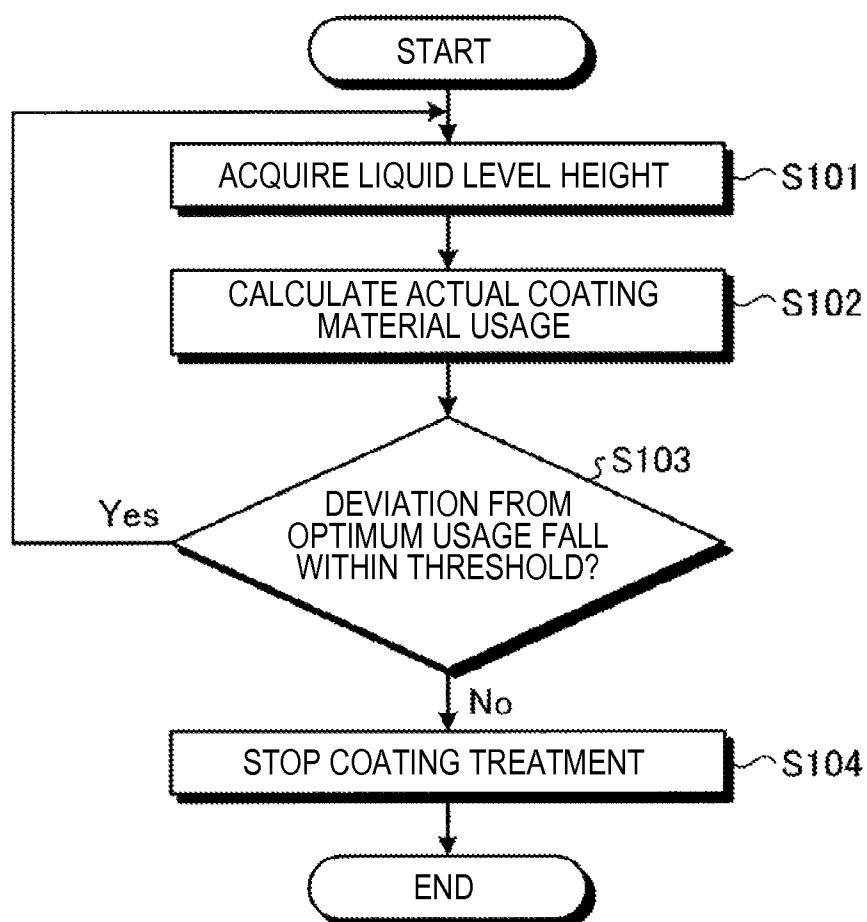 START
ACQUIRE LIQUID LEVEL HEIGHT
S101
CALCULATE ACTUAL COATING
MATERIAL USAGE
S102
S103
DEVIATION FROM
OPTIMUM USAGE FALL
WITHIN THRESHOLD?
Yes
No
STOP COATING TREATMENT
S104
END